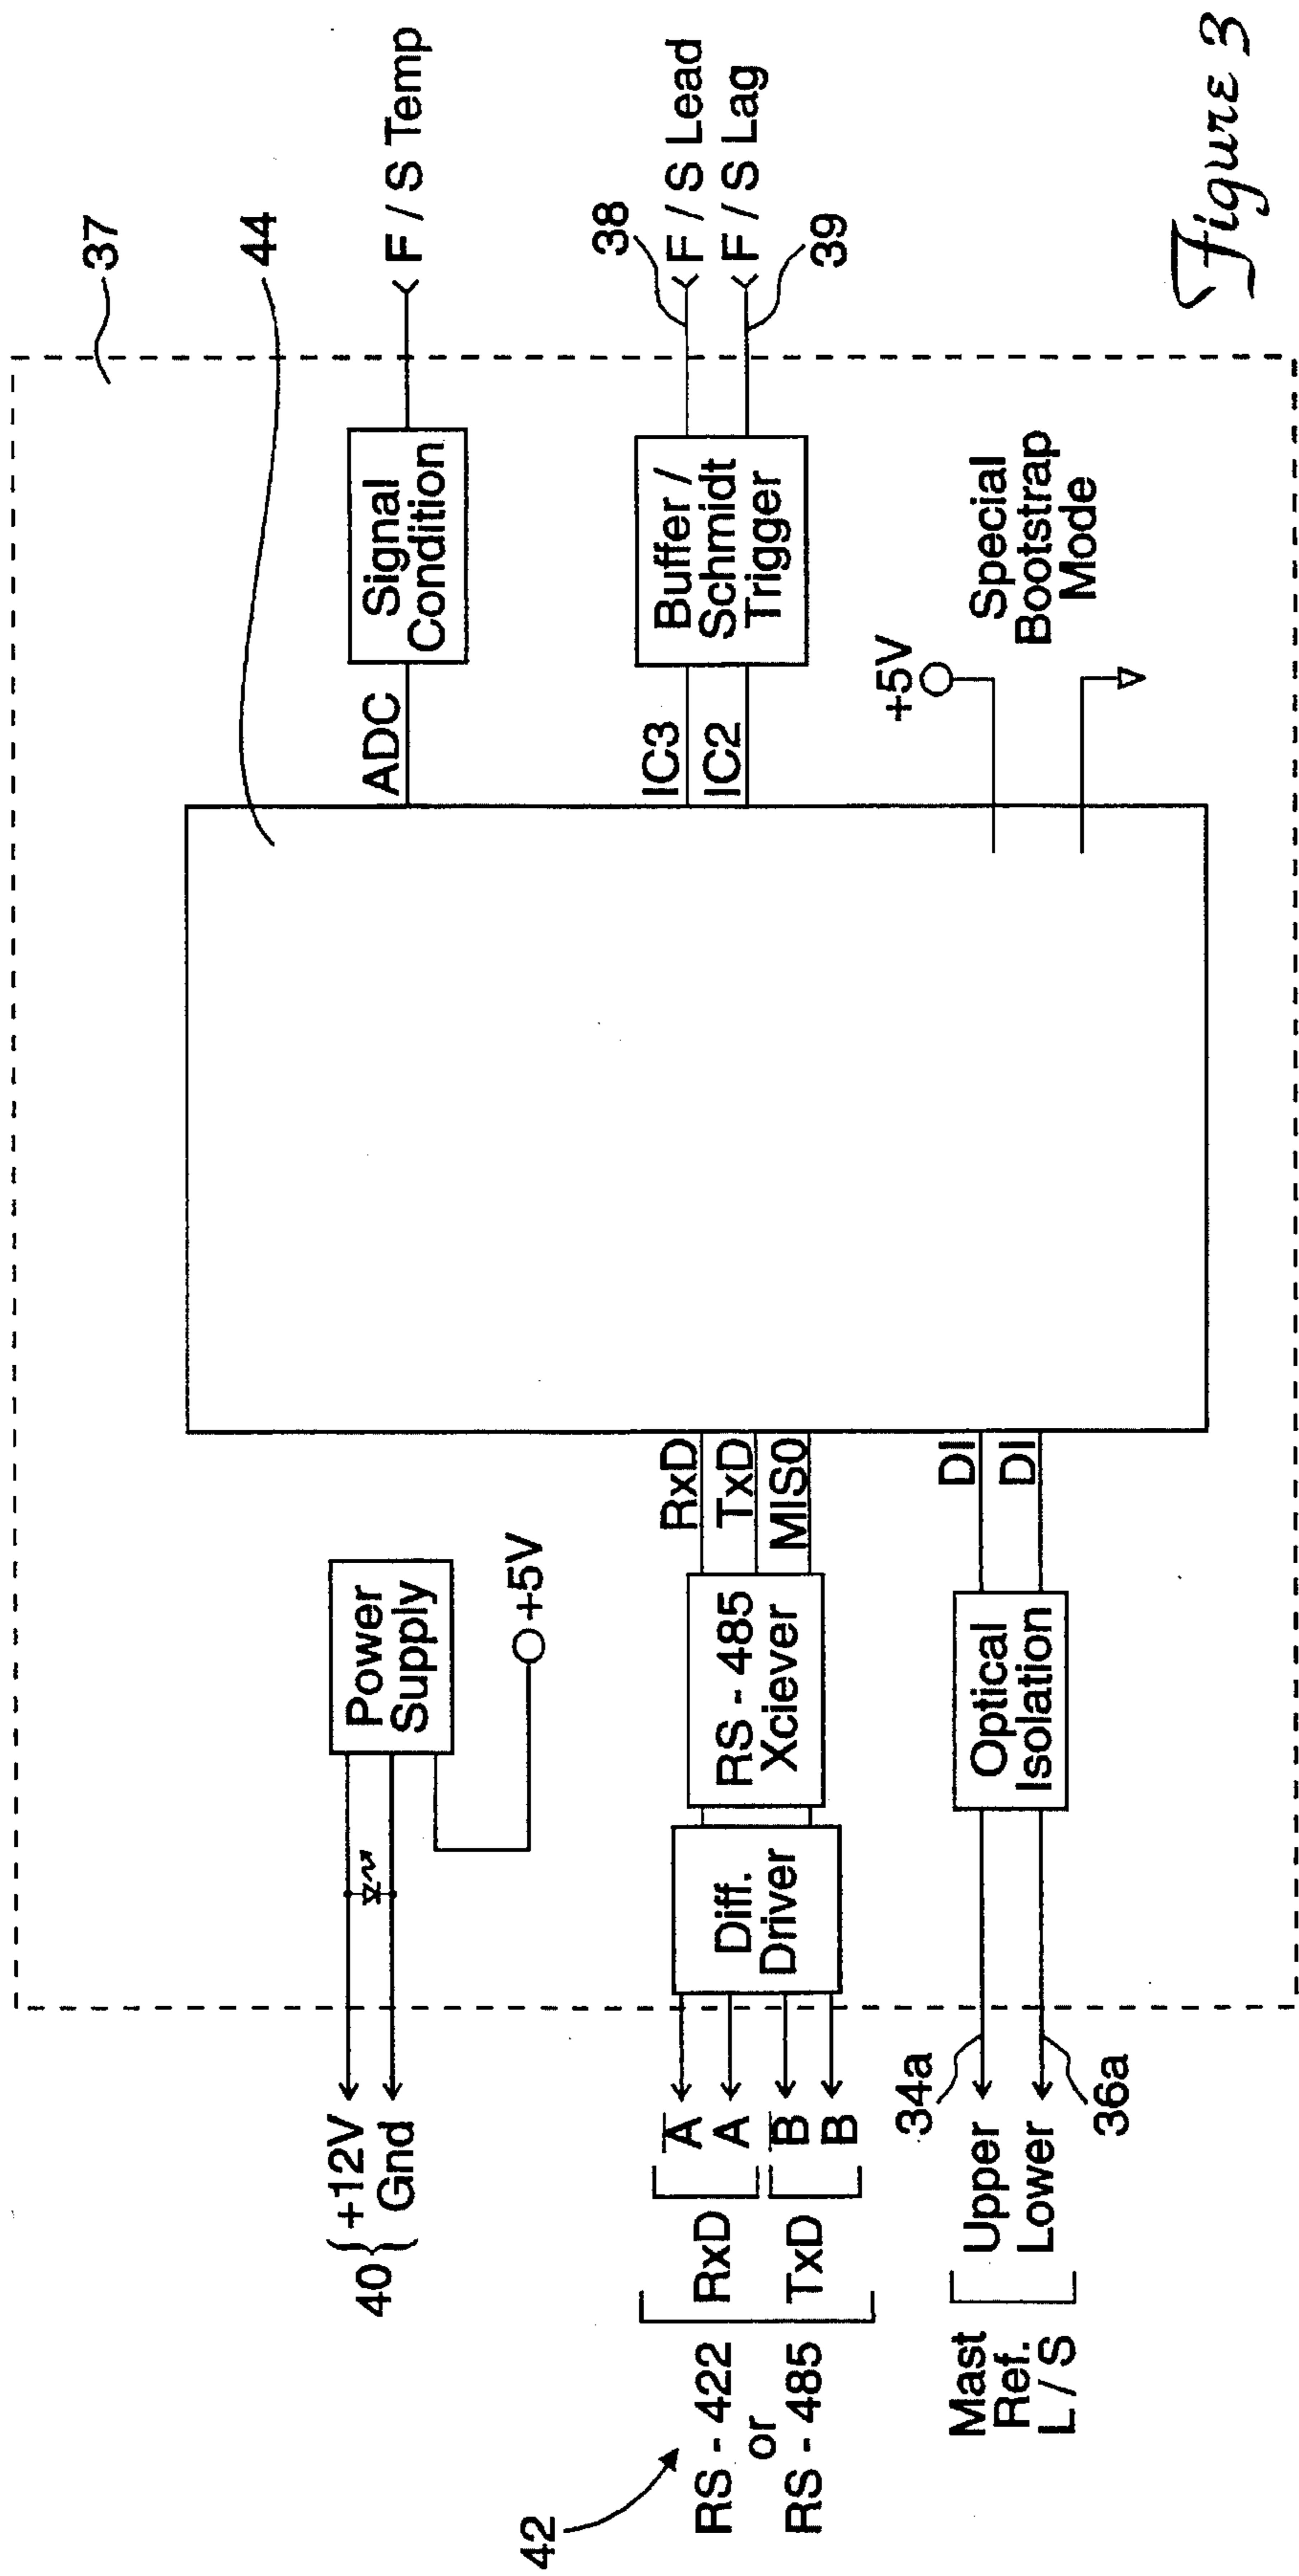 37
44
F / S Temp
Signal
Condition
ADC
38
F / S Lead
F / S Lag
39
Buffer /
Schmidt
Trigger
IC3
IC2
+5V
Special
Bootstrap
Mode
Power
Supply
+5V
40 { +12V
Gnd
RxD
TxD
MISO
RS - 485
Xciever
Diff.
Driver
A̅
A
B̅
B
RxD
TxD
42
RS - 422
or
RS - 485
DI
DI
Optical
Isolation
34a
Upper
Lower
36a
Mast
Ref.
L / S
Figure 3